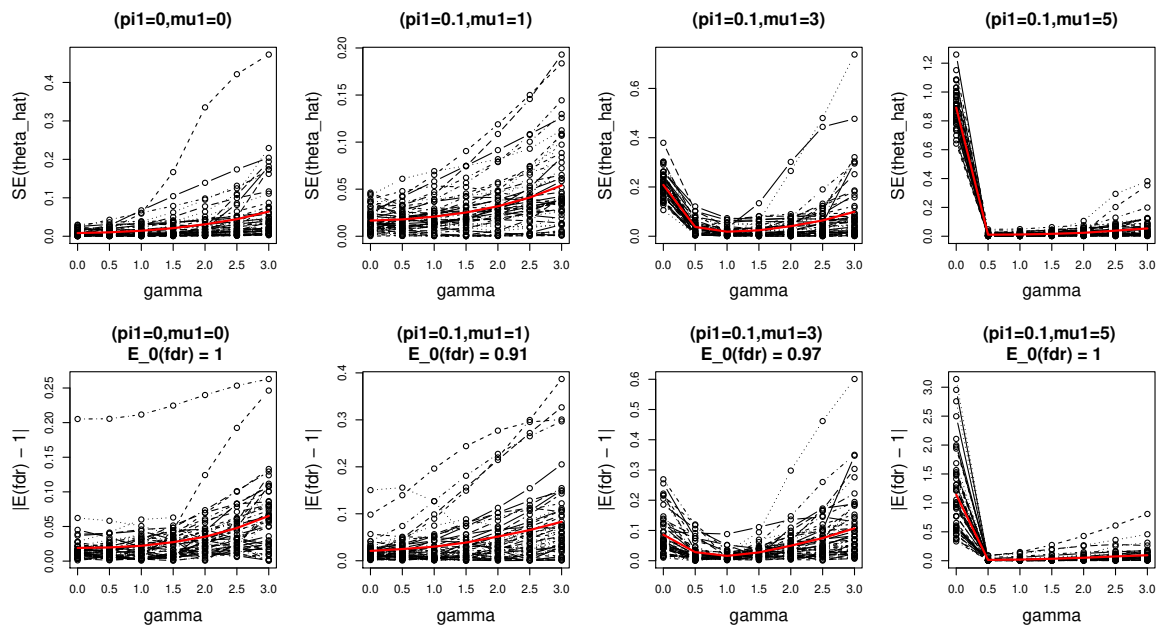 (pi1=0,mu1=0)
SE(theta_hat)
0.0 0.1 0.2 0.3 0.4
0.0 0.5 1.0 1.5 2.0 2.5 3.0
gamma
(pi1=0.1,mu1=1)
SE(theta_hat)
0.00 0.05 0.10 0.15 0.20
0.0 0.5 1.0 1.5 2.0 2.5 3.0
gamma
(pi1=0.1,mu1=3)
SE(theta_hat)
0.0 0.2 0.4 0.6
0.0 0.5 1.0 1.5 2.0 2.5 3.0
gamma
(pi1=0.1,mu1=5)
SE(theta_hat)
0.0 0.2 0.4 0.6 0.8 1.0 1.2
0.0 0.5 1.0 1.5 2.0 2.5 3.0
gamma
(pi1=0,mu1=0)
E_0(fdr) = 1
|E(fdr) − 1|
0.00 0.05 0.10 0.15 0.20 0.25
0.0 0.5 1.0 1.5 2.0 2.5 3.0
gamma
(pi1=0.1,mu1=1)
E_0(fdr) = 0.91
|E(fdr) − 1|
0.0 0.1 0.2 0.3 0.4
0.0 0.5 1.0 1.5 2.0 2.5 3.0
gamma
(pi1=0.1,mu1=3)
E_0(fdr) = 0.97
|E(fdr) − 1|
0.0 0.1 0.2 0.3 0.4 0.5 0.6
0.0 0.5 1.0 1.5 2.0 2.5 3.0
gamma
(pi1=0.1,mu1=5)
E_0(fdr) = 1
|E(fdr) − 1|
0.0 0.5 1.0 1.5 2.0 2.5 3.0
0.0 0.5 1.0 1.5 2.0 2.5 3.0
gamma